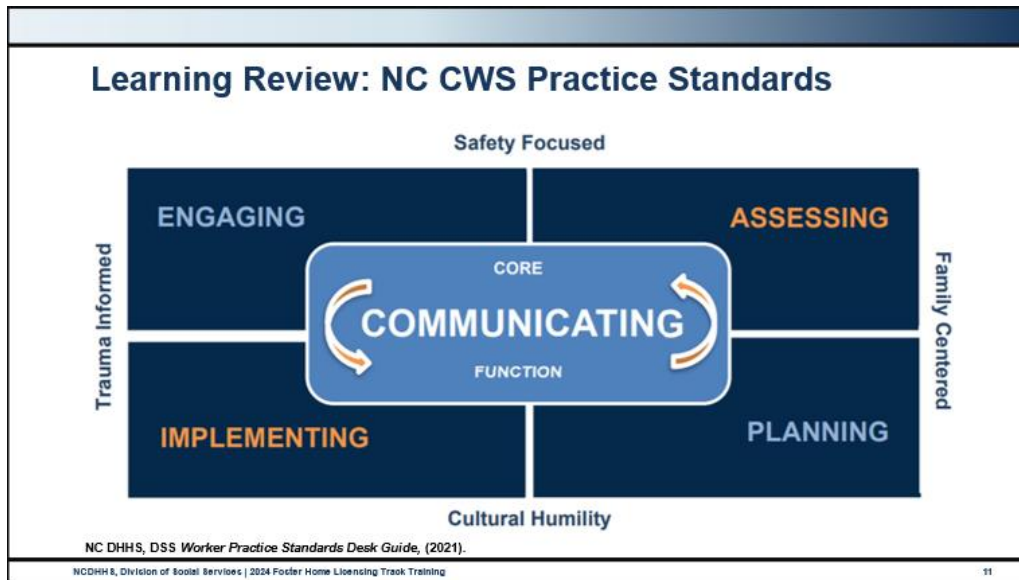 Learning Review: NC CWS Practice Standards
Safety Focused
ENGAGING
ASSESSING
Trauma Informed
CORE
COMMUNICATING
FUNCTION
Family Centered
IMPLEMENTING
PLANNING
Cultural Humility
NC DHHS, DSS Worker Practice Standards Desk Guide, (2021).
NCDHHS, Division of Social Services | 2024 Foster Home Licensing Track Training
11